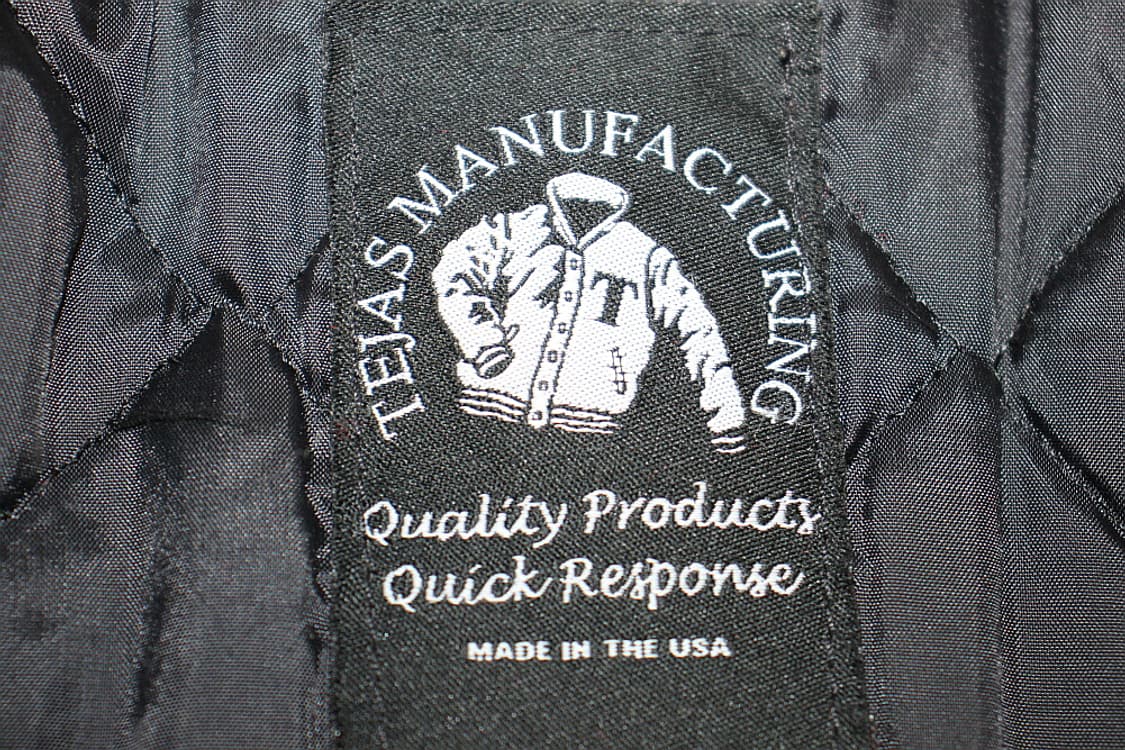 TEJAS MANUFACTURING
T
Quality Products
Quick Response
MADE IN THE USA